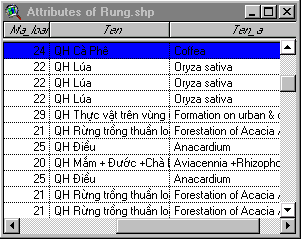 Attributes of Rung.shp
Ma_loai Ten Ten_a
24 QH Cà Phê Coffea
22 QH Lúa Oryza sativa
22 QH Lúa Oryza sativa
22 QH Lúa Oryza sativa
29 QH Thực vật trên vùng Formation on urban &
21 QH Rừng trồng thuần Forestation of Acacia
25 QH Điều Anacardium
20 QH Mắm + Đước +Chà Aviacennia +Rhizopho
25 QH Điều Anacardium
21 QH Rừng trồng thuần Forestation of Acacia
21 QH Rừng trồng thuần Forestation of Acacia